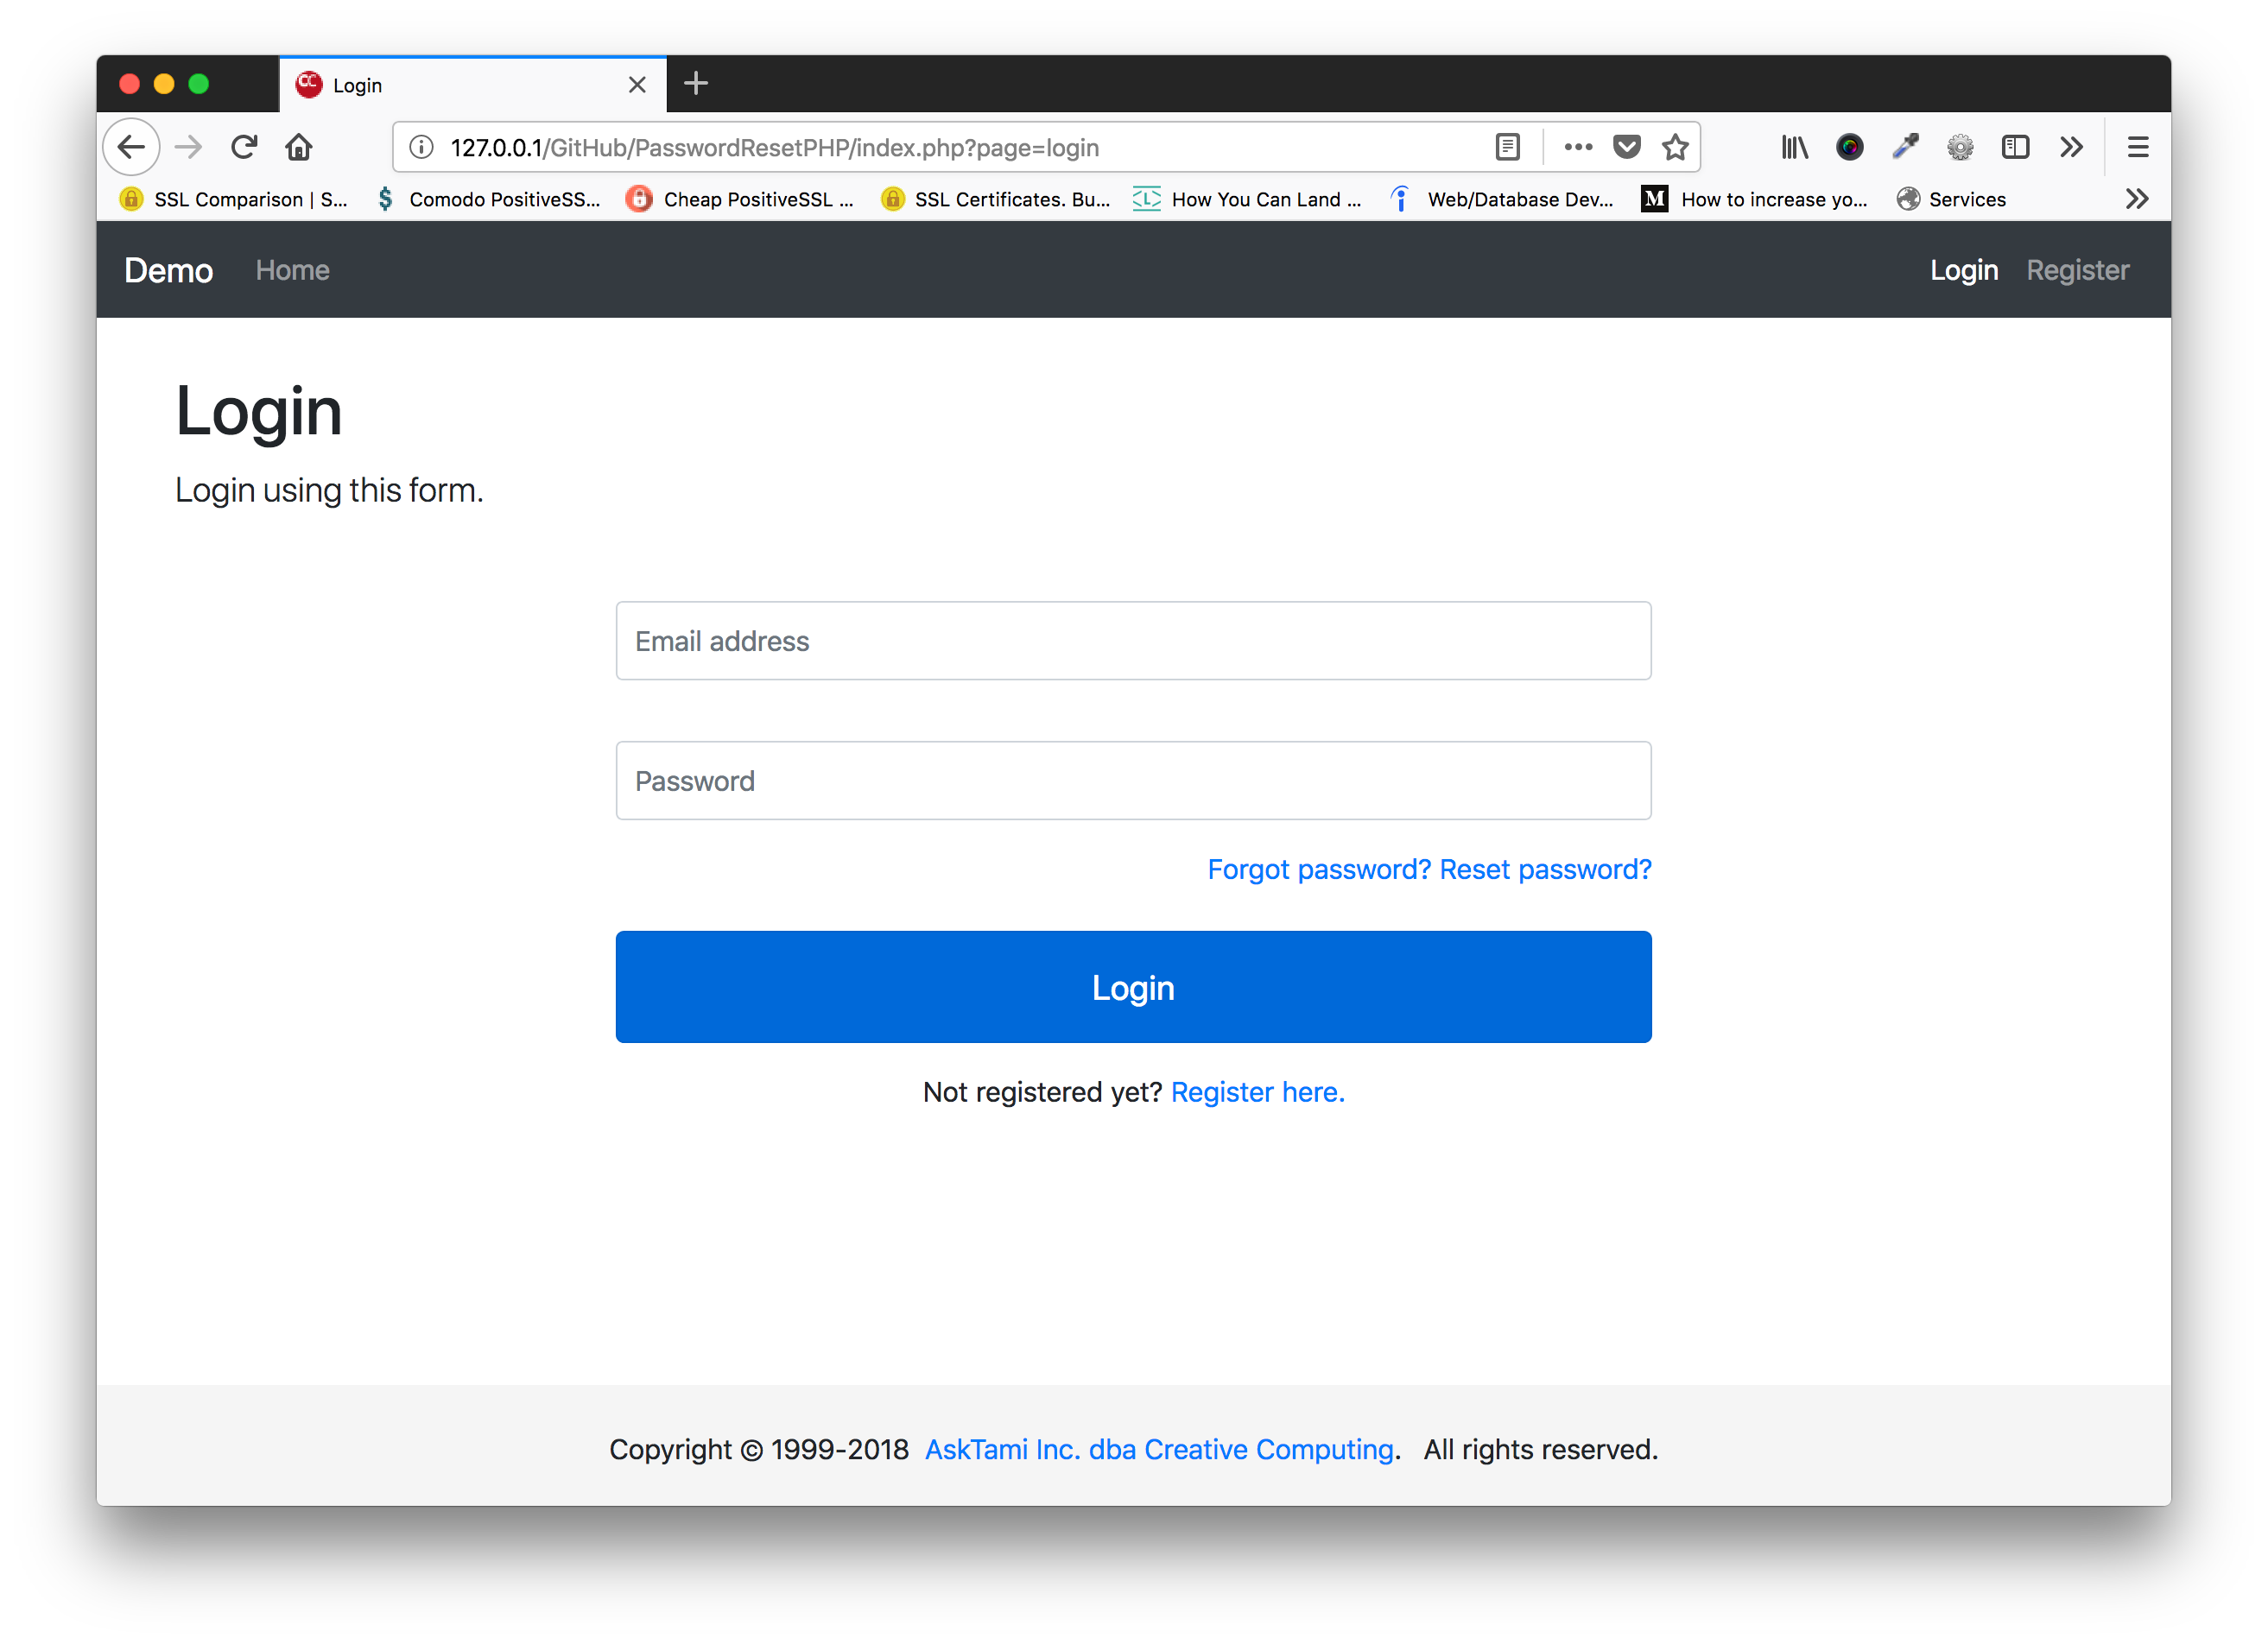 CC Login
127.0.0.1/GitHub/PasswordResetPHP/index.php?page=login
SSL Comparison | S... $ Comodo PositiveSS... Cheap PositiveSSL ... SSL Certificates. Bu... <L> How You Can Land ... Web/Database Dev... M How to increase yo... Services
Demo Home Login Register
Login
Login using this form.
Email address
Password
Forgot password? Reset password?
Login
Not registered yet? Register here.
Copyright © 1999-2018 AskTami Inc. dba Creative Computing. All rights reserved.